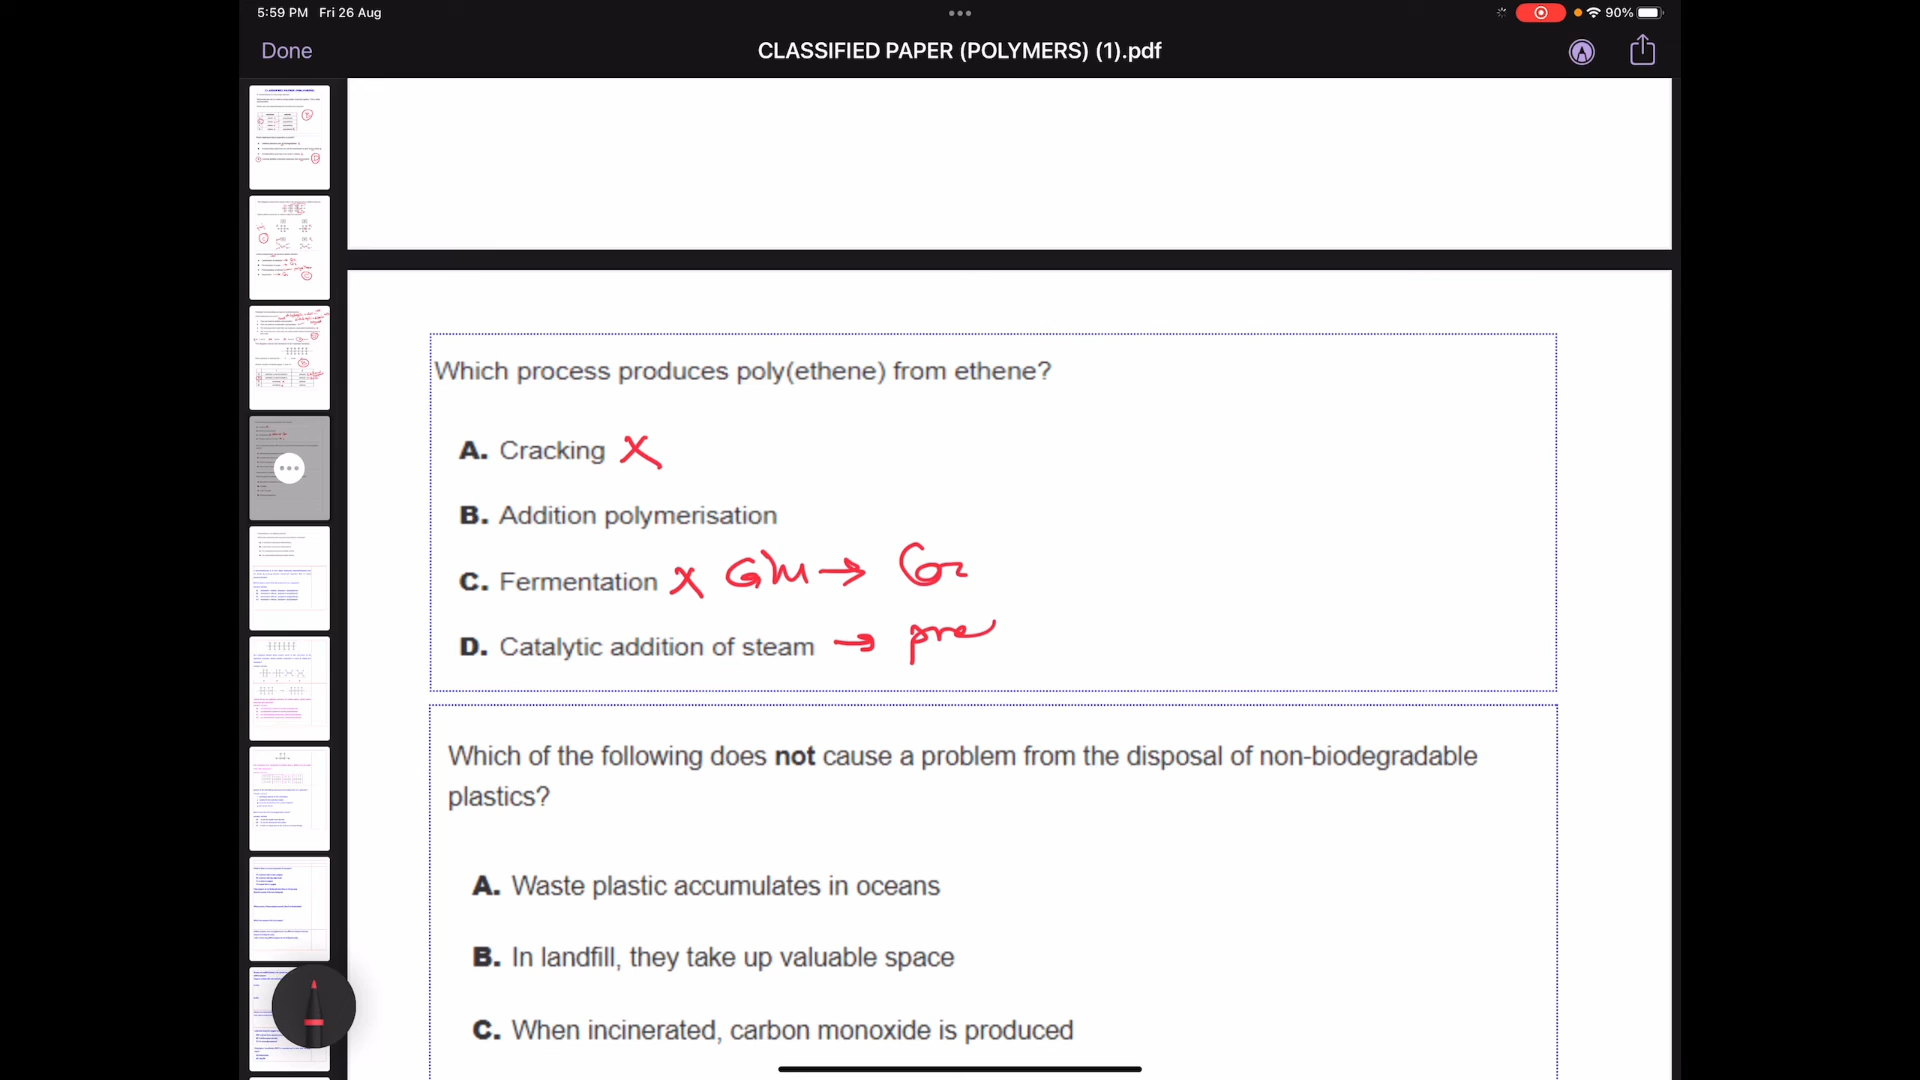 5:59 PM Fri 26 Aug
90%
Done
CLASSIFIED PAPER (POLYMERS) (1).pdf
Which process produces poly(ethene) from ethene?
A. Cracking X
B. Addition polymerisation
C. Fermentation X →
D. Catalytic addition of steam →
Which of the following does not cause a problem from the disposal of non-biodegradable
plastics?
A. Waste plastic accumulates in oceans
B. In landfill, they take up valuable space
C. When incinerated, carbon monoxide is produced